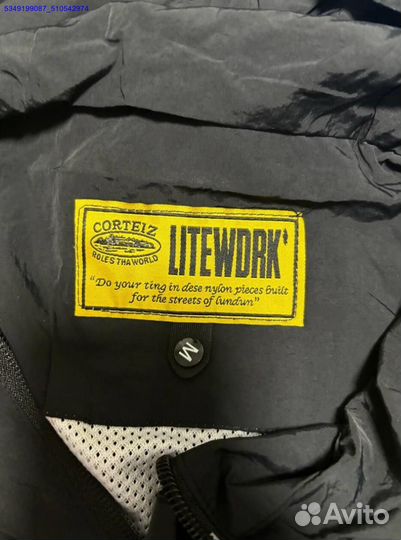 5349199087_510542974
CORTEIZ
RULES THA WORLD
LITEWORK*
"Do your ting in dese nylon pieces built
for the streets of lundun"
M
Avito